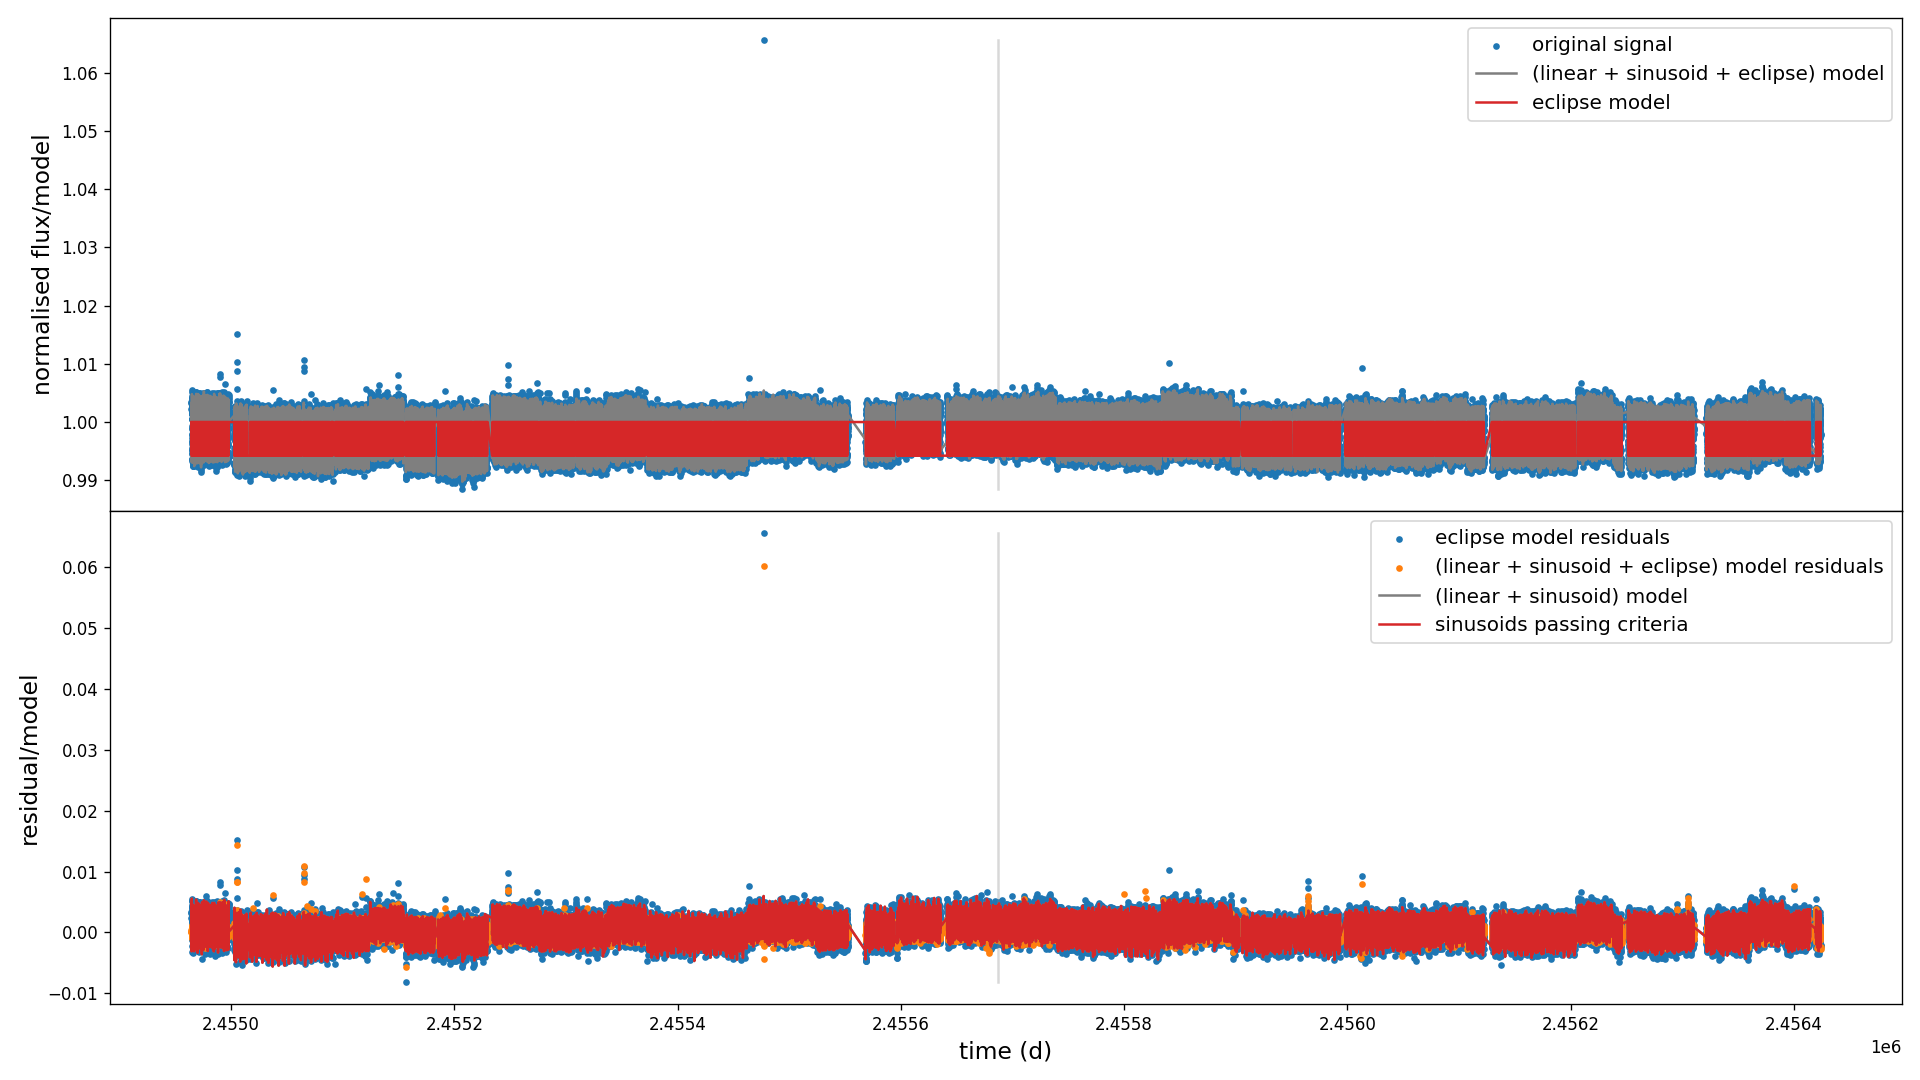 normalised flux/model
1.06
1.05
1.04
1.03
1.02
1.01
1.00
0.99
original signal
(linear + sinusoid + eclipse) model
eclipse model
residual/model
0.06
0.05
0.04
0.03
0.02
0.01
0.00
−0.01
eclipse model residuals
(linear + sinusoid + eclipse) model residuals
(linear + sinusoid) model
sinusoids passing criteria
2.4550
2.4552
2.4554
2.4556
2.4558
2.4560
2.4562
2.4564
1e6
time (d)